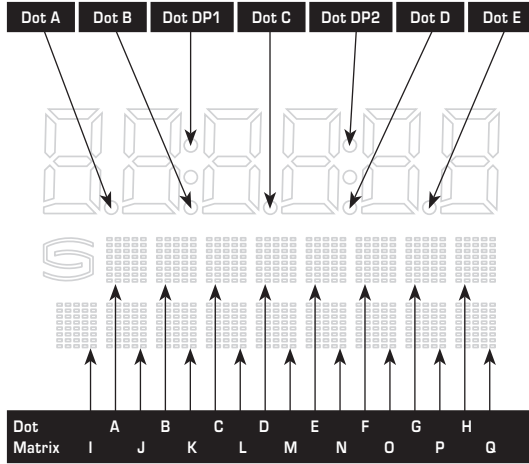 Dot A Dot B Dot DP1 Dot C Dot DP2 Dot D Dot E
S
Dot A B C D E F G H
Matrix I J K L M N O P Q